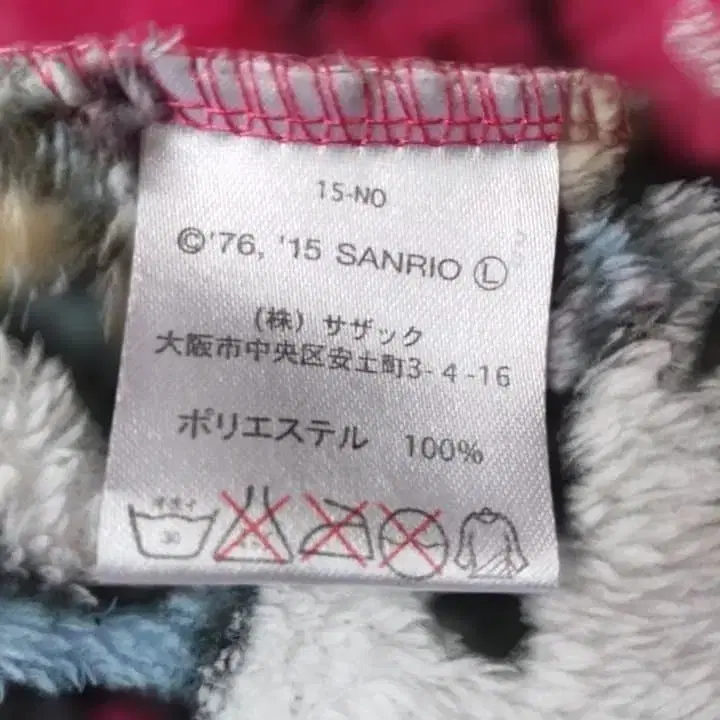 15-NO
©'76, '15 SANRIO Ⓛ
(株) サザック
大阪市中央区安土町3-4-16
ポリエステル 100%
30